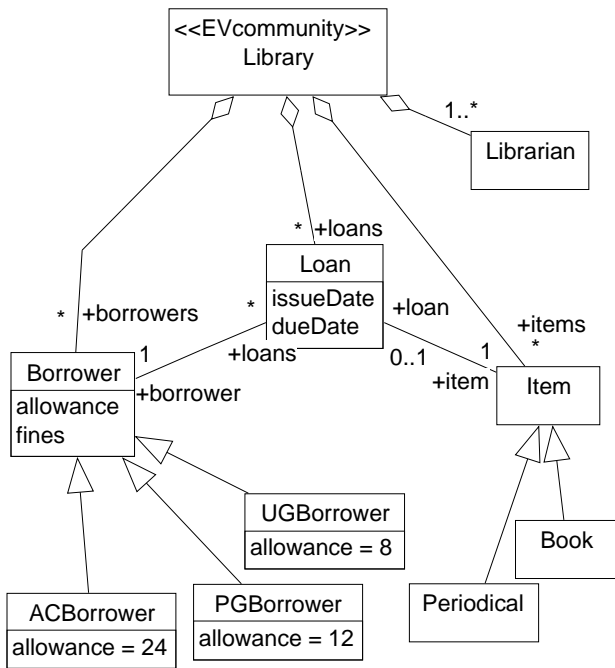 <<EVcommunity>>
Library
1..*
Librarian
* +loans
Loan
issueDate
dueDate
* +borrowers
*
+loans
+loan
0..1
+items
*
1
+item
1
+borrower
Borrower
allowance
fines
Item
UGBorrower
allowance = 8
Book
Periodical
ACBorrower
allowance = 24
PGBorrower
allowance = 12